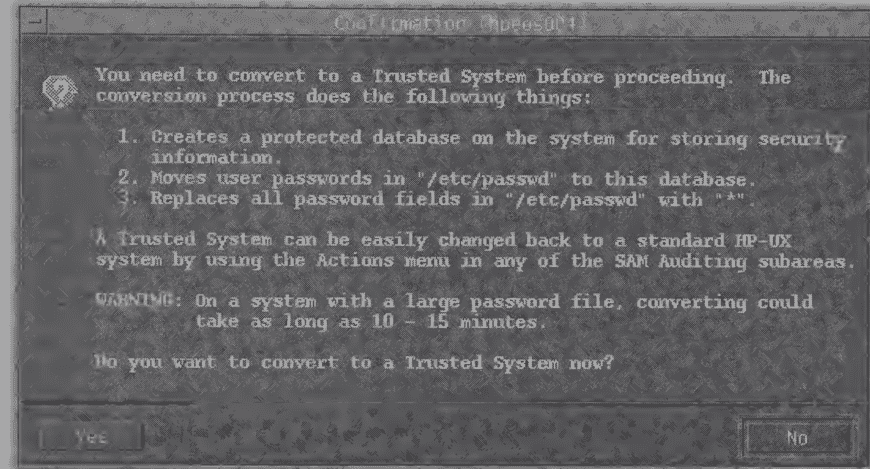 Confirmation (hpeos004)
You need to convert to a Trusted System before proceeding. The
conversion process does the following things:
1. Creates a protected database on the system for storing security
information.
2. Moves user passwords in "/etc/passwd" to this database.
3. Replaces all password fields in "/etc/passwd" with "*".
A Trusted System can be easily changed back to a standard HP-UX
system by using the Actions menu in any of the SAM Auditing subareas.
WARNING: On a system with a large password file, converting could
take as long as 10 - 15 minutes.
Do you want to convert to a Trusted System now?
Yes
No